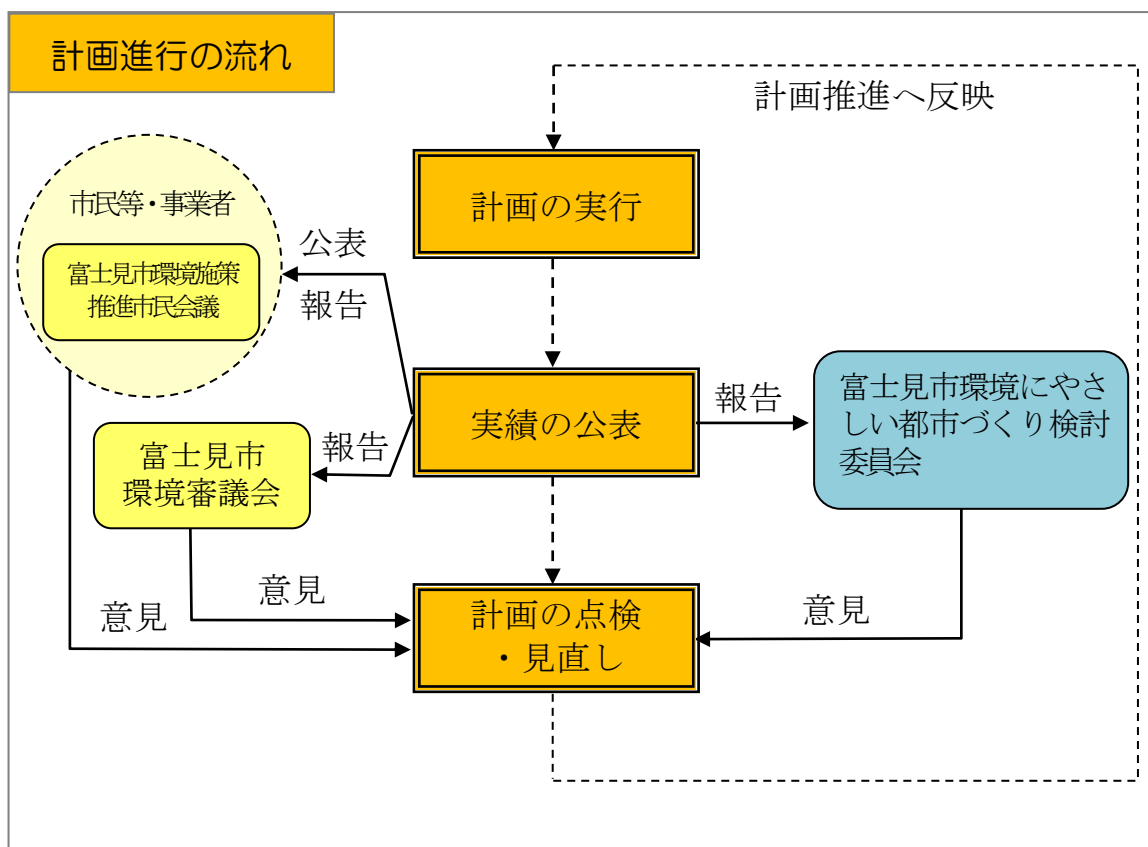 計画進行の流れ
計画推進へ反映
市民等・事業者
富士見市環境施策
推進市民会議
公表
報告
計画の実行
実績の公表
報告
富士見市環境にやさ
しい都市づくり検討
委員会
報告
富士見市
環境審議会
意見
意見
計画の点検
・見直し
意見